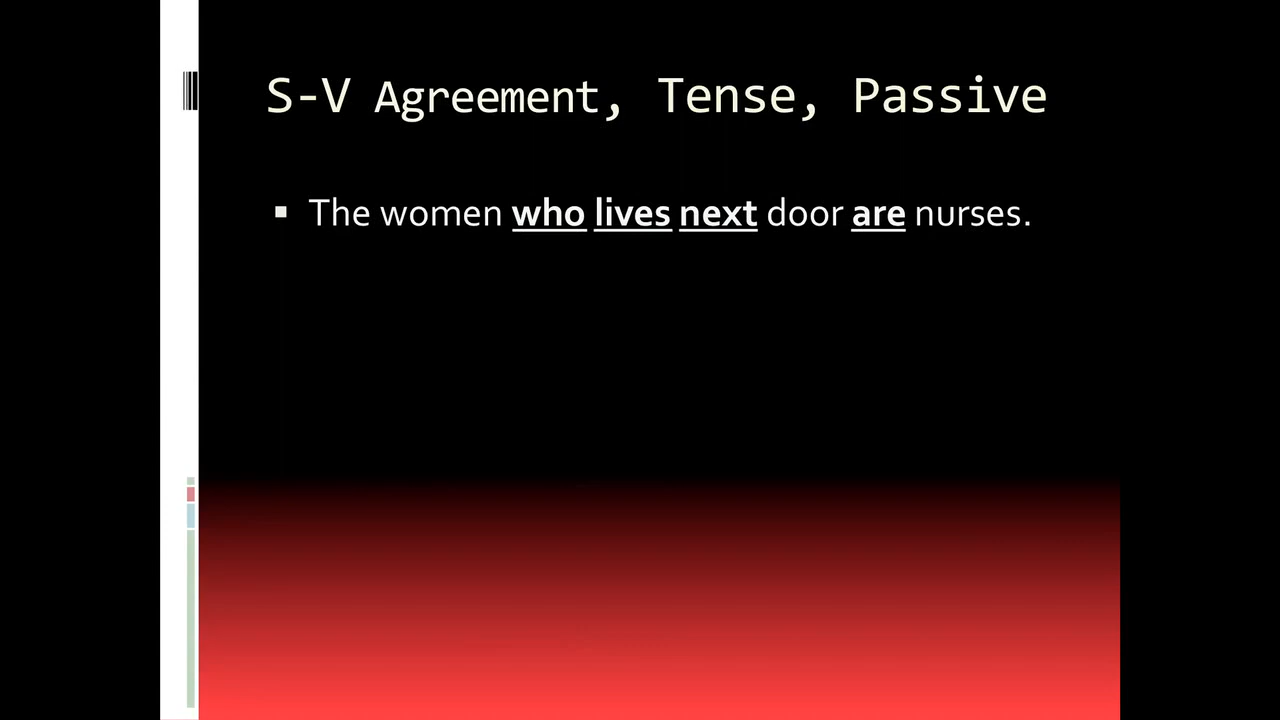 S-V Agreement, Tense, Passive
The women who lives next door are nurses.